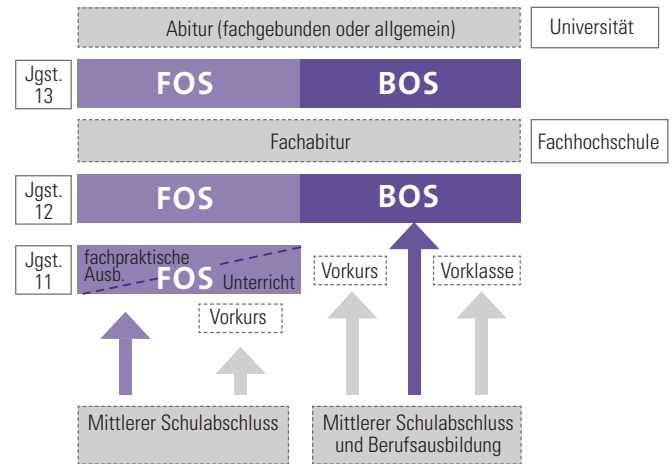 Abitur (fachgebunden oder allgemein)
Universität
Jgst.
13
FOS
BOS
Fachabitur
Fachhochschule
Jgst.
12
FOS
BOS
Jgst.
11
fachpraktische
Ausb.
FOS
Unterricht
Vorkurs
Vorkurs
Vorklasse
Mittlerer Schulabschluss
Mittlerer Schulabschluss
und Berufsausbildung